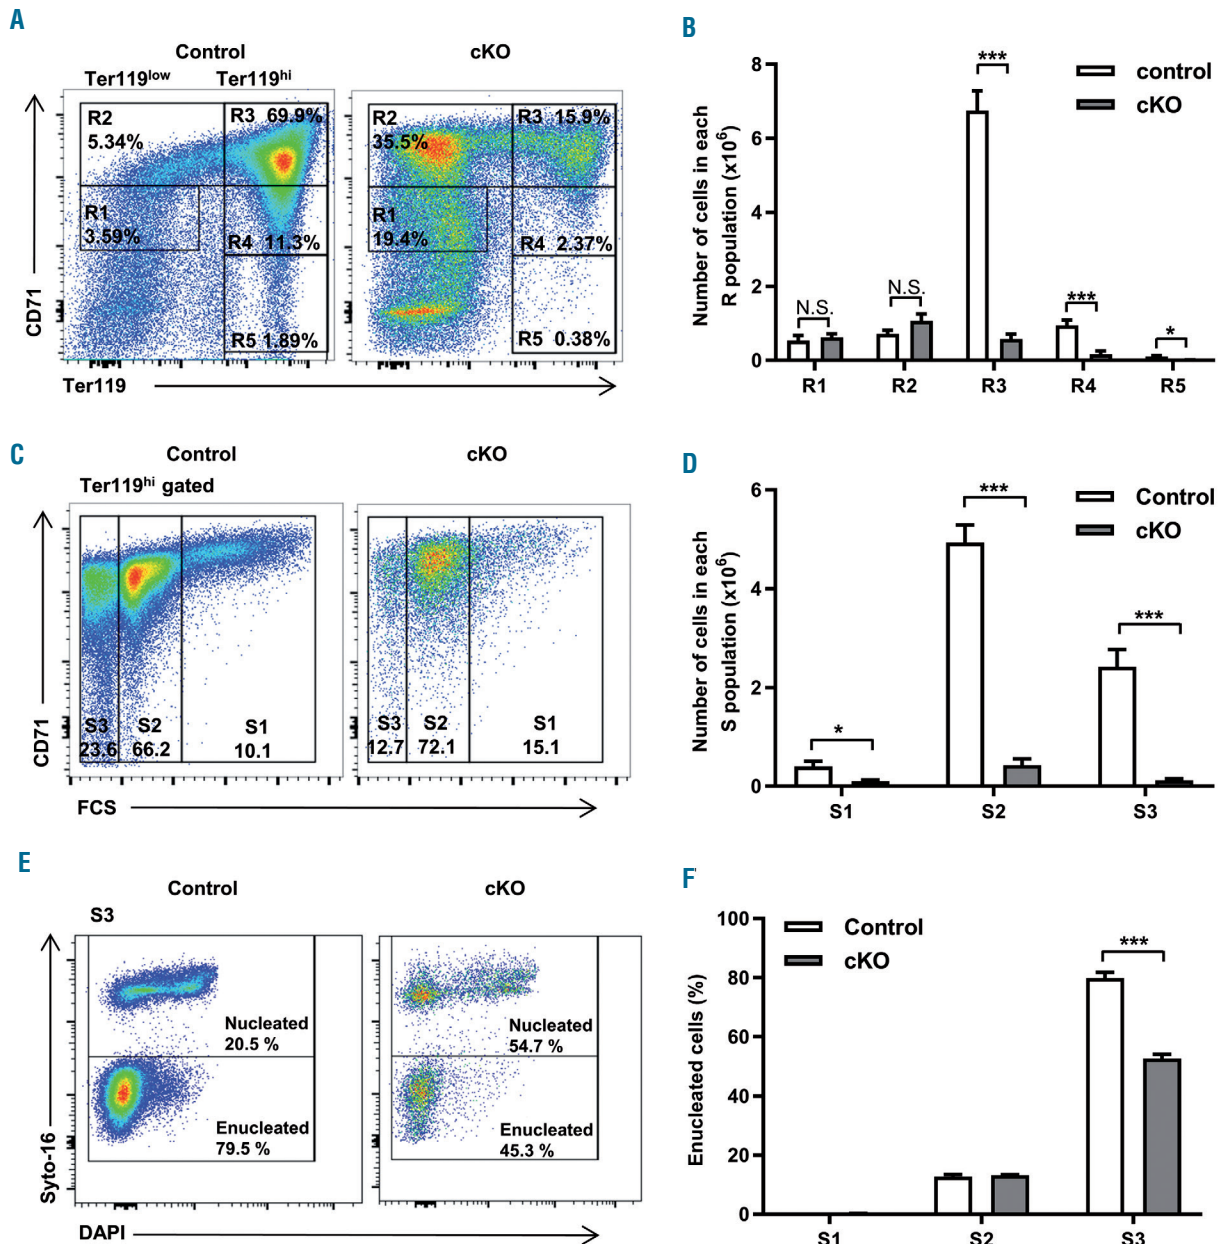 A
Control
cKO
Ter119low
Ter119hi
R2
5.34%
R3 69.9%
R1
3.59%
R4 11.3%
R5 1.89%
R2
35.5%
R3 15.9%
R1
19.4%
R4 2.37%
R5 0.38%
CD71
Ter119
B
control
cKO
Number of cells in each
R population (x10⁶)
8
6
4
2
0
N.S.
N.S.
***
***
*
R1
R2
R3
R4
R5
C
Control
cKO
Ter119hi gated
S3
23.6
S2
66.2
S1
10.1
S3
12.7
S2
72.1
S1
15.1
CD71
FCS
D
Control
cKO
Number of cells in each
S population (x10⁶)
6
4
2
0
*
***
***
S1
S2
S3
E
Control
cKO
S3
Nucleated
20.5 %
Enucleated
79.5 %
Nucleated
54.7 %
Enucleated
45.3 %
Syto-16
DAPI
F
Control
cKO
Enucleated cells (%)
100
80
60
40
20
0
***
S1
S2
S3